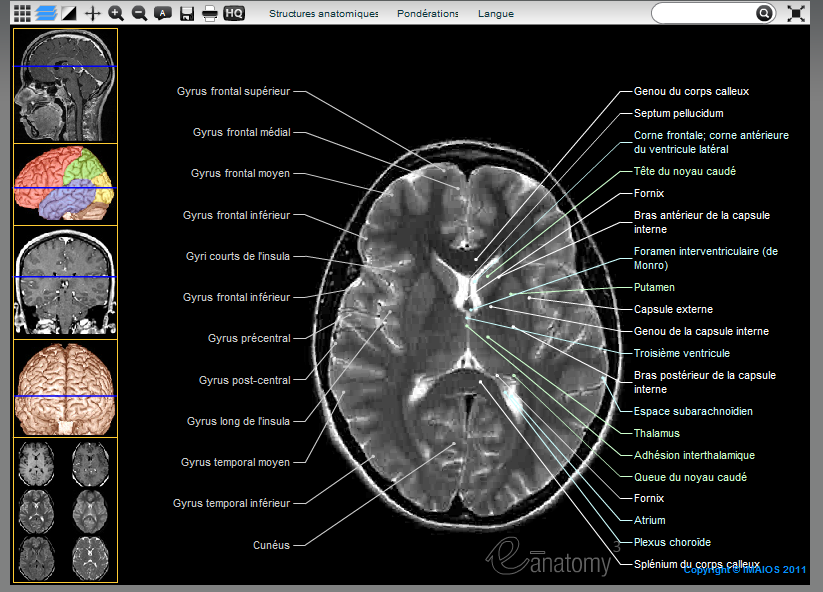 A
HQ
Structures anatomiques
Pondérations
Langue
Gyrus frontal supérieur
Gyrus frontal médial
Gyrus frontal moyen
Gyrus frontal inférieur
Gyri courts de l'insula
Gyrus frontal inférieur
Gyrus précentral
Gyrus post-central
Gyrus long de l'insula
Gyrus temporal moyen
Gyrus temporal inférieur
Cunéus
Genou du corps calleux
Septum pellucidum
Corne frontale; corne antérieure
du ventricule latéral
Tête du noyau caudé
Fornix
Bras antérieur de la capsule
interne
Foramen interventriculaire (de
Monro)
Putamen
Capsule externe
Genou de la capsule interne
Troisième ventricule
Bras postérieur de la capsule
interne
Espace subarachnoïdien
Thalamus
Adhésion interthalamique
Queue du noyau caudé
Fornix
Atrium
Plexus choroïde
Splénium du corps calleux
e-anatomy 3
Copyright © IMAIOS 2011